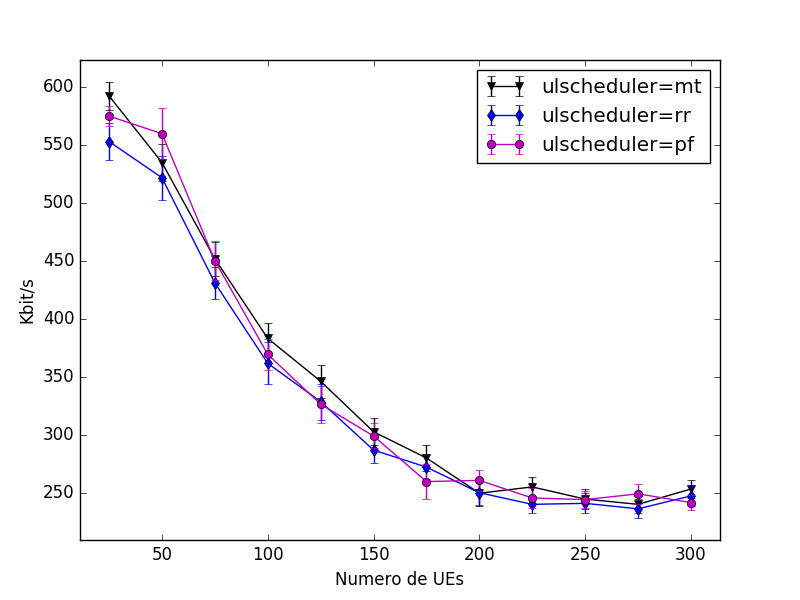 600
550
500
450
400
350
300
250
Kbit/s
ulscheduler=mt
ulscheduler=rr
ulscheduler=pf
50 100 150 200 250 300
Numero de UEs